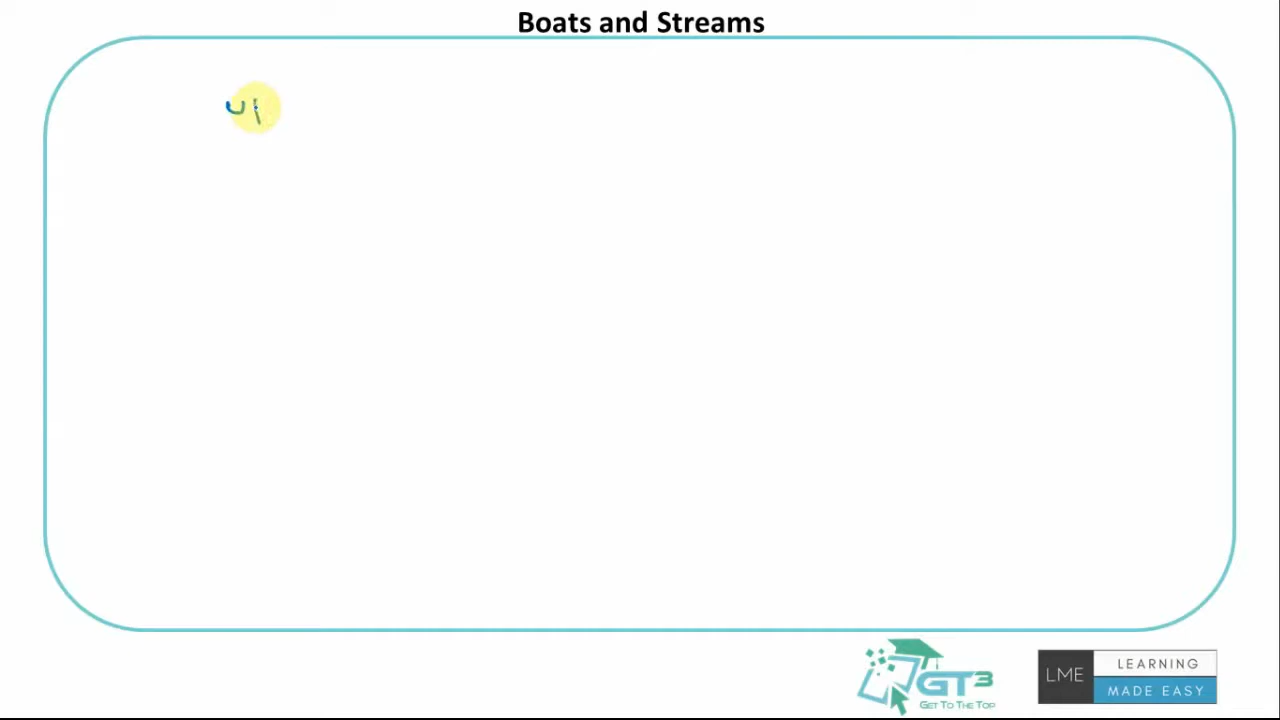 Boats and Streams
GT3
GET TO THE TOP
LME
LEARNING
MADE EASY